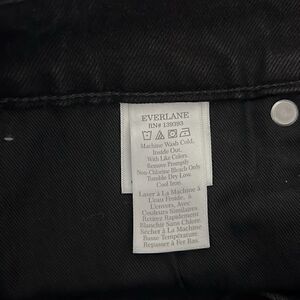 EVERLANE
RN# 139393
Machine Wash Cold,
Inside Out,
With Like Colors.
Remove Promptly
Non-Chlorine Bleach Only
Tumble Dry Low.
Cool Iron.
Laver à La Machine à
L'eau Froide, à
L'envers, Avec
Couleurs Similaires
Retirez Rapidement
Blanchir Sans Chlore
Sécher à La Machine
Basse Température
Repasser à Fer Bas.